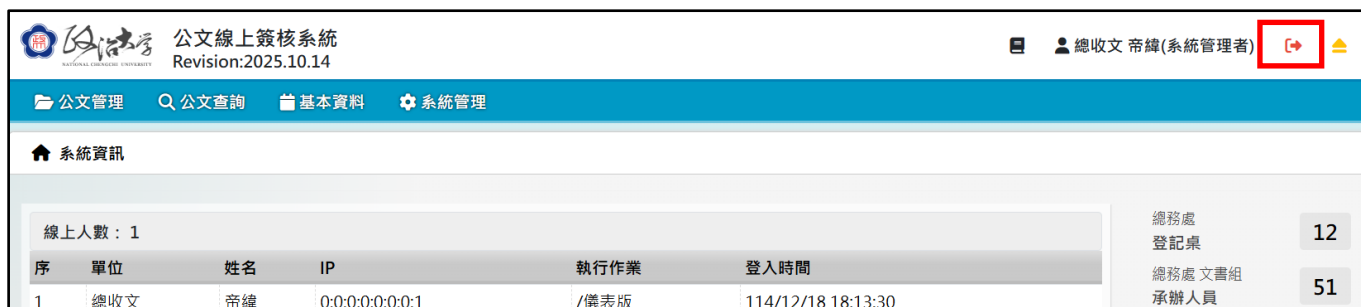 政治大學
NATIONAL CHENGCHI UNIVERSITY
公文線上簽核系統
Revision:2025.10.14
總收文 帝緯(系統管理者)
公文管理 公文查詢 基本資料 系統管理
系統資訊
線上人數： 1
序 單位 姓名 IP 執行作業 登入時間
1 總收文 帝緯 0:0:0:0:0:0:0:1 /儀表版 114/12/18 18:13:30
總務處
登記桌
12
總務處 文書組
承辦人員
51